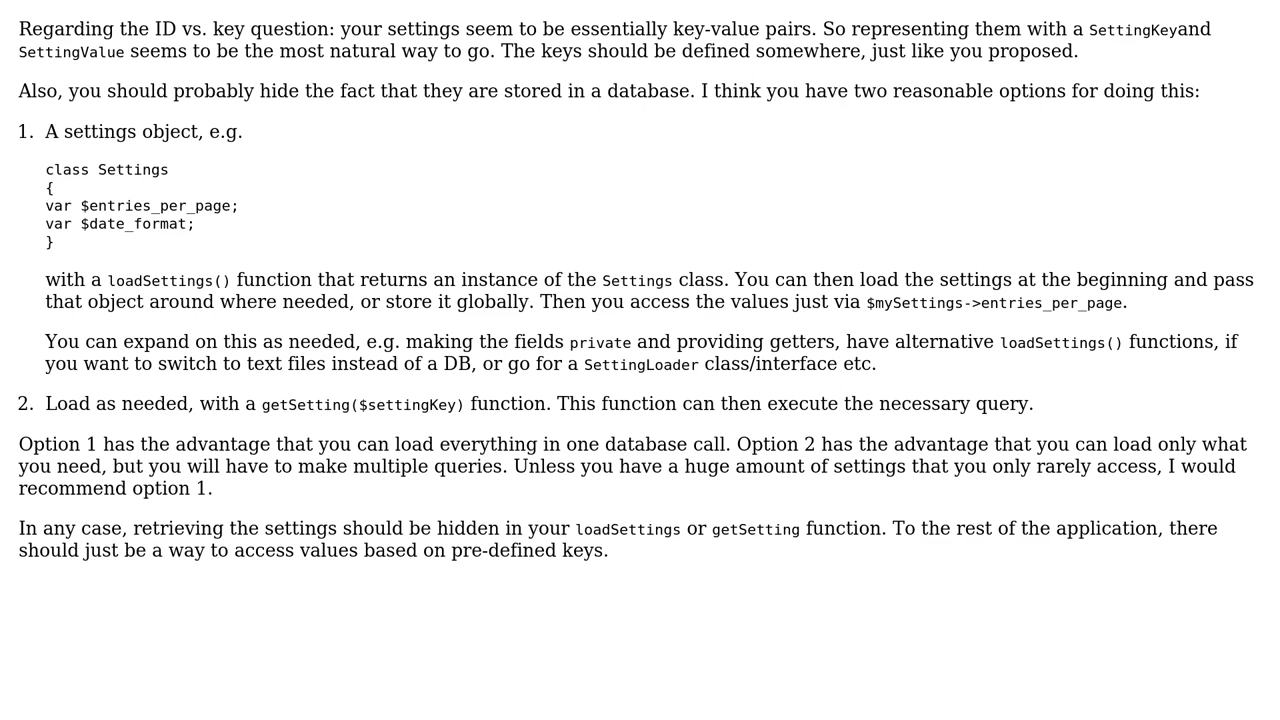 Regarding the ID vs. key question: your settings seem to be essentially key-value pairs. So representing them with a SettingKeyand
SettingValue seems to be the most natural way to go. The keys should be defined somewhere, just like you proposed.
Also, you should probably hide the fact that they are stored in a database. I think you have two reasonable options for doing this:
1. A settings object, e.g.
class Settings
{
var $entries_per_page;
var $date_format;
}
with a loadSettings() function that returns an instance of the Settings class. You can then load the settings at the beginning and pass
that object around where needed, or store it globally. Then you access the values just via $mySettings->entries_per_page.
You can expand on this as needed, e.g. making the fields private and providing getters, have alternative loadSettings() functions, if
you want to switch to text files instead of a DB, or go for a SettingLoader class/interface etc.
2. Load as needed, with a getSetting($settingKey) function. This function can then execute the necessary query.
Option 1 has the advantage that you can load everything in one database call. Option 2 has the advantage that you can load only what
you need, but you will have to make multiple queries. Unless you have a huge amount of settings that you only rarely access, I would
recommend option 1.
In any case, retrieving the settings should be hidden in your loadSettings or getSetting function. To the rest of the application, there
should just be a way to access values based on pre-defined keys.